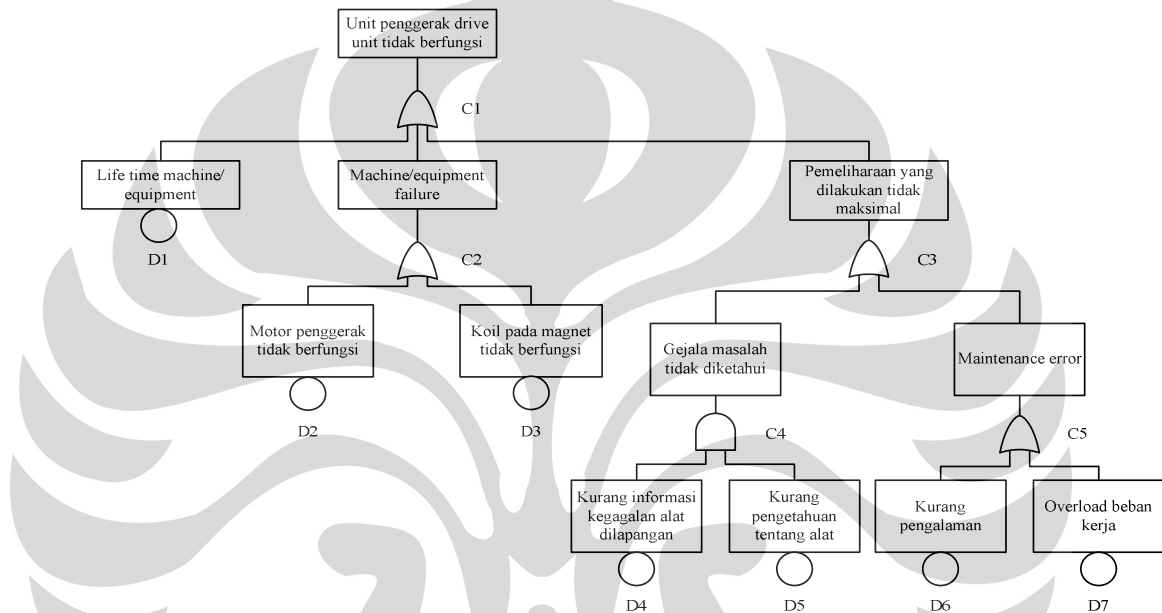 Unit penggerak drive
unit tidak berfungsi
C1
Life time machine/
equipment
D1
Machine/equipment
failure
Pemeliharaan yang
dilakukan tidak
maksimal
C2
C3
Motor penggerak
tidak berfungsi
D2
Koil pada magnet
tidak berfungsi
D3
Gejala masalah
tidak diketahui
Maintenance error
C4
C5
Kurang informasi
kegagalan alat
dilapangan
D4
Kurang
pengetahuan
tentang alat
D5
Kurang
pengalaman
D6
Overload beban
kerja
D7